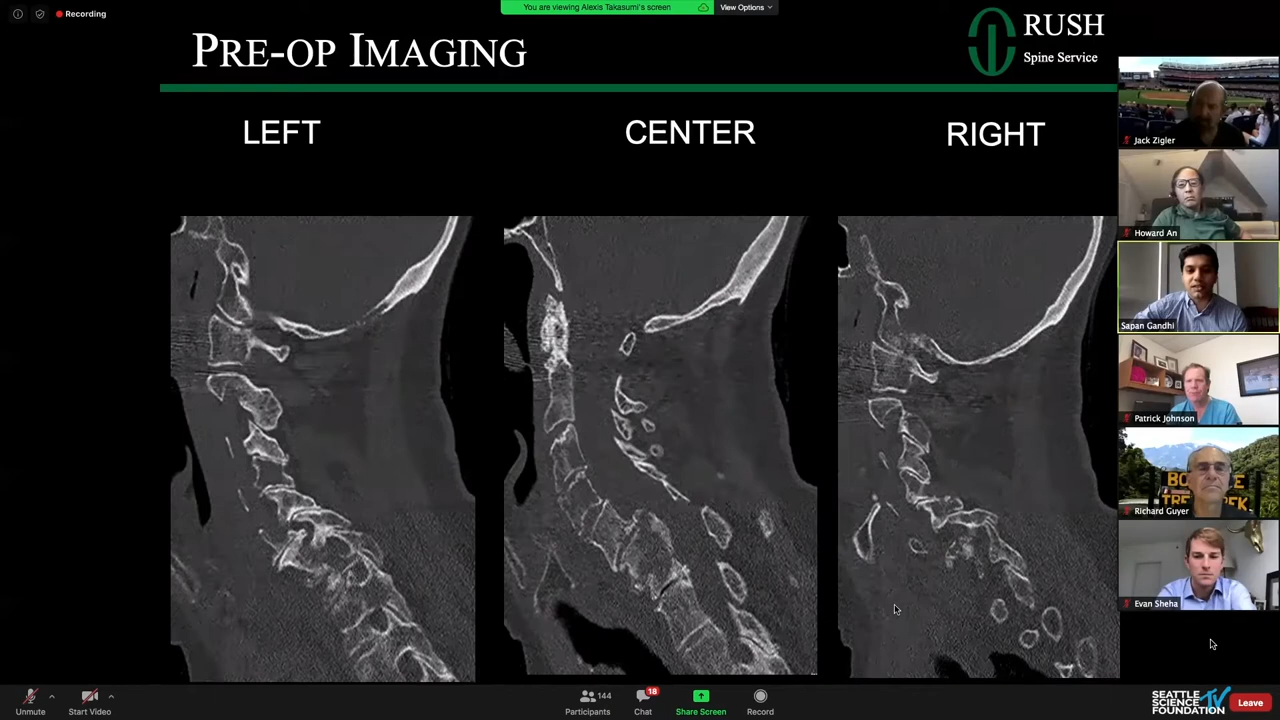 Recording
You are viewing Alexis Takasumi's screen
View Options
PRE-OP IMAGING
RUSH
Spine Service
LEFT
CENTER
RIGHT
Jack Zigler
Howard An
Sapan Gandhi
Patrick Johnson
Richard Guyer
Evan Sheha
Unmute
Start Video
144
Participants
18
Chat
Share Screen
Record
SEATTLE
SCIENCE
FOUNDATION
TV
Leave